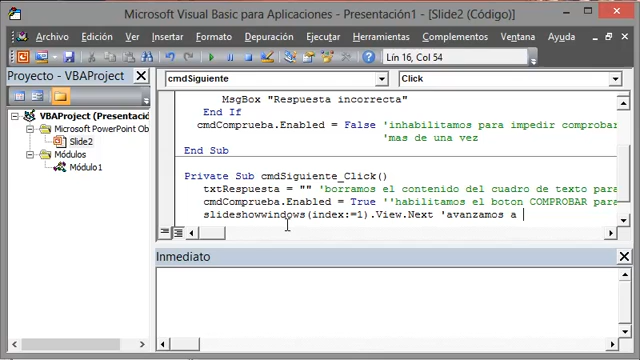 Microsoft Visual Basic para Aplicaciones - Presentación1 - [Slide2 (Código)]
Archivo Edición Ver Insertar Formato Depuración Ejecutar Herramientas Complementos Ventana Ayuda
Lín 16, Col 54
Proyecto - VBAProject
cmdSiguiente Click
VBAProject (Presentació
Microsoft PowerPoint Ob
Slide2
Módulos
Módulo1
MsgBox "Respuesta incorrecta"
End If
cmdComprueba.Enabled = False 'inhabilitamos para impedir comprobar
'mas de una vez
End Sub
Private Sub cmdSiguiente_Click()
txtRespuesta = "" 'borramos el contenido del cuadro de texto para
cmdComprueba.Enabled = True ''habilitamos el boton COMPROBAR para
slideshowwindows(index:=1).View.Next 'avanzamos a
Inmediato